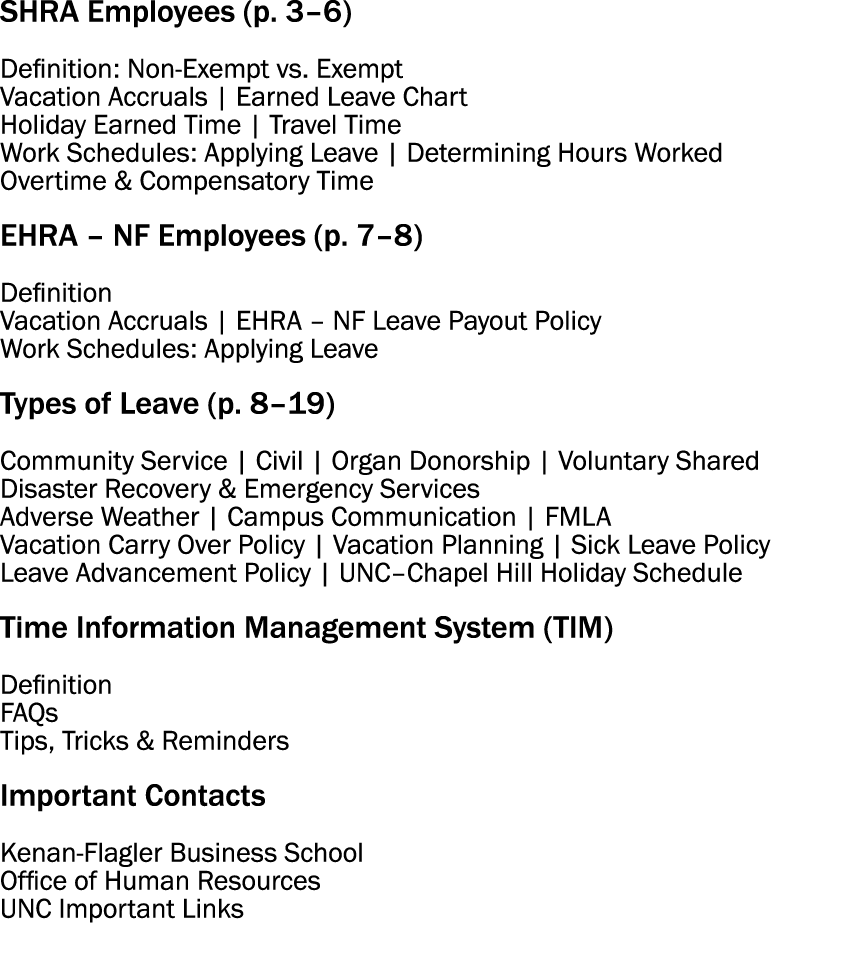 SHRA Employees (p. 3–6)
Definition: Non-Exempt vs. Exempt
Vacation Accruals | Earned Leave Chart
Holiday Earned Time | Travel Time
Work Schedules: Applying Leave | Determining Hours Worked
Overtime & Compensatory Time
EHRA – NF Employees (p. 7–8)
Definition
Vacation Accruals | EHRA – NF Leave Payout Policy
Work Schedules: Applying Leave
Types of Leave (p. 8–19)
Community Service | Civil | Organ Donorship | Voluntary Shared
Disaster Recovery & Emergency Services
Adverse Weather | Campus Communication | FMLA
Vacation Carry Over Policy | Vacation Planning | Sick Leave Policy
Leave Advancement Policy | UNC–Chapel Hill Holiday Schedule
Time Information Management System (TIM)
Definition
FAQs
Tips, Tricks & Reminders
Important Contacts
Kenan-Flagler Business School
Office of Human Resources
UNC Important Links